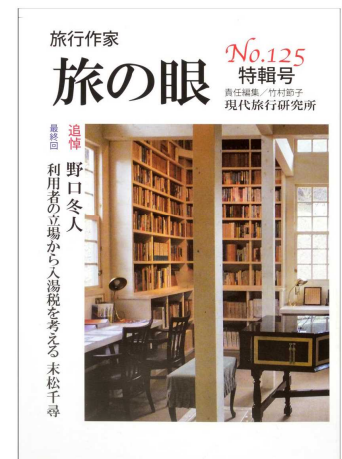 旅行作家
旅の眼
No.125
特輯号
責任編集／竹村節子
現代旅行研究所
追悼 野口冬人
最終回 利用者の立場から入湯税を考える 末松千尋